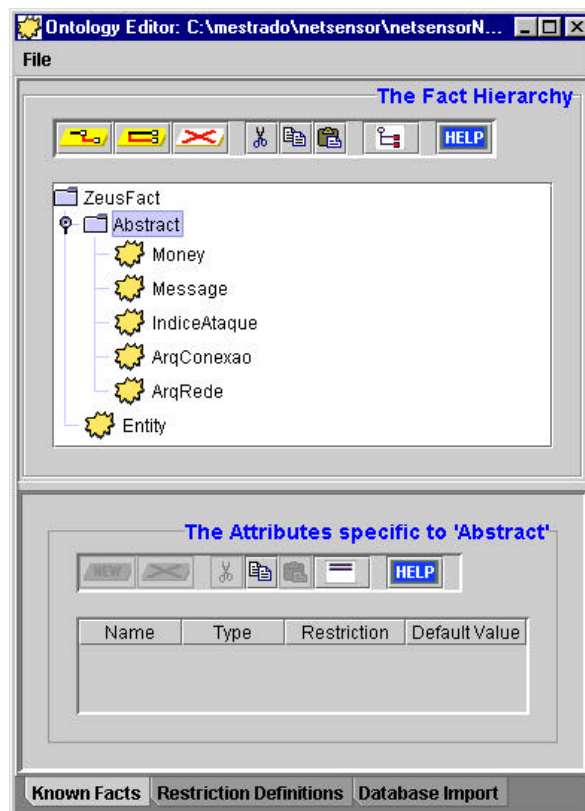 Ontology Editor: C:\mestrado\netsensor\netsensorN...
File
The Fact Hierarchy
HELP
ZeusFact
Abstract
Money
Message
IndiceAtaque
ArqConexao
ArqRede
Entity
The Attributes specific to 'Abstract'
NEW
HELP
Name Type Restriction Default Value
Known Facts Restriction Definitions Database Import